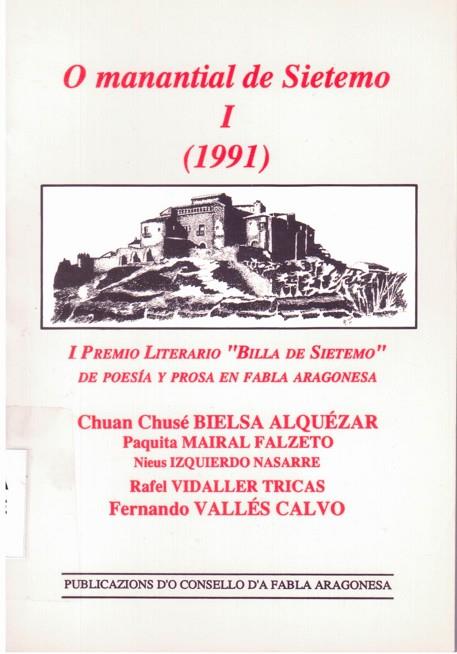 O manantial de Sietemo
I
(1991)
I PREMIO LITERARIO "BILLA DE SIETEMO"
DE POESÍA Y PROSA EN FABLA ARAGONESA
Chuan Chusé BIELSA ALQUÉZAR
Paquita MAIRAL FALZETO
Nieus IZQUIERDO NASARRE
Rafel VIDALLER TRICAS
Fernando VALLÉS CALVO
PUBLICAZIONS D'O CONSELLO D'A FABLA ARAGONESA